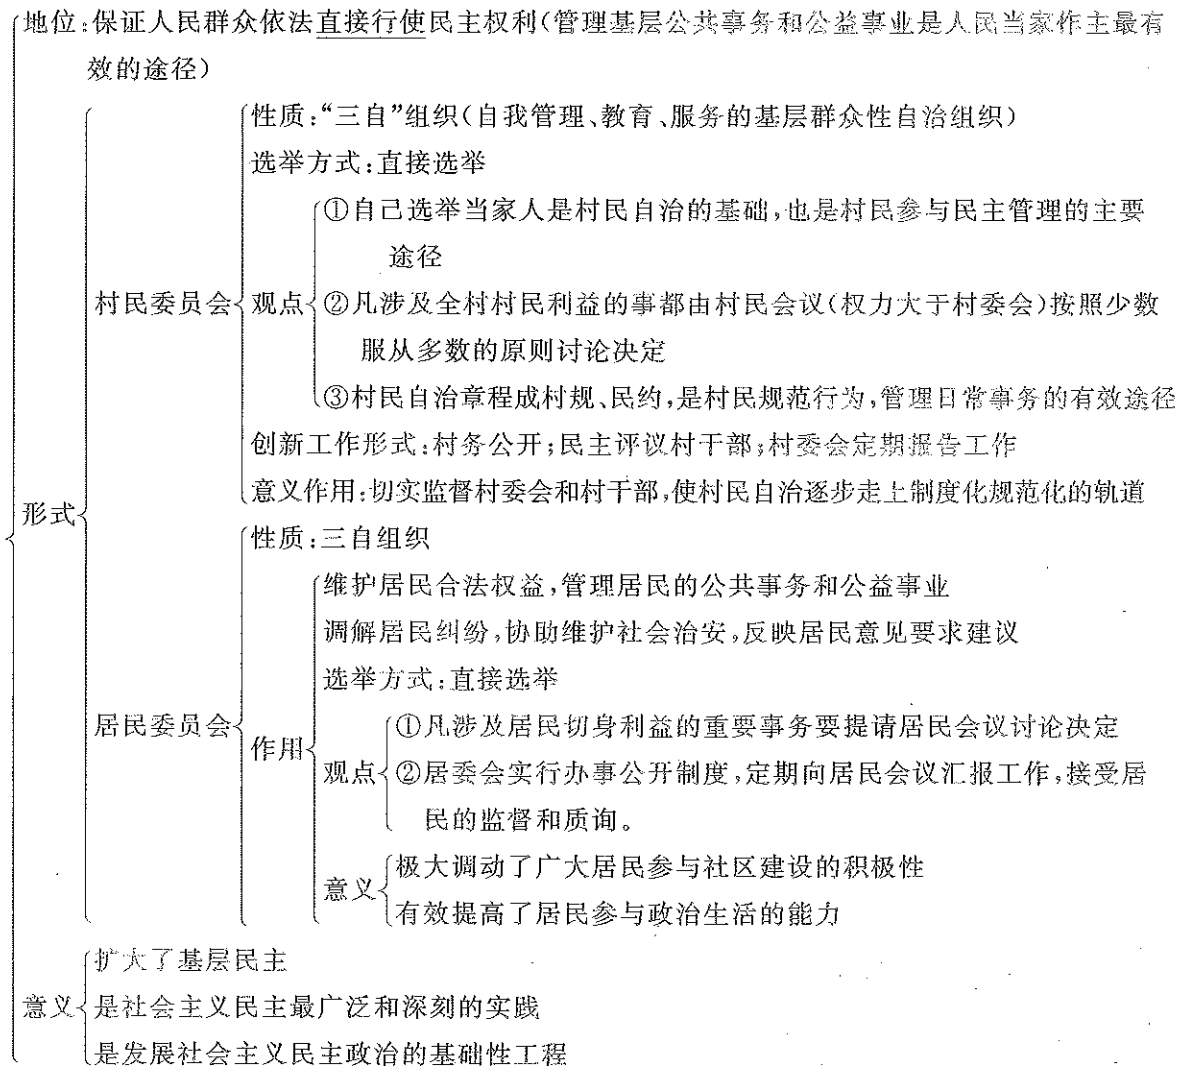 地位:保证人民群众依法直接行使民主权利(管理基层公共事务和公益事业是人民当家作主最有
效的途径)
性质:“三自”组织(自我管理、教育、服务的基层群众性自治组织)
选举方式:直接选举
①自己选举当家人是村民自治的基础,也是村民参与民主管理的主要
途径
村民委员会
观点
②凡涉及全村村民利益的事都由村民会议(权力大于村委会)按照少数
服从多数的原则讨论决定
③村民自治章程成村规、民约,是村民规范行为,管理日常事务的有效途径
创新工作形式:村务公开;民主评议村干部;村委会定期报告工作
意义作用:切实监督村委会和村干部,使村民自治逐步走上制度化规范化的轨道
形式
性质:三自组织
维护居民合法权益,管理居民的公共事务和公益事业
调解居民纠纷,协助维护社会治安,反映居民意见要求建议
选举方式:直接选举
居民委员会
作用
①凡涉及居民切身利益的重要事务要提请居民会议讨论决定
观点
②居委会实行办事公开制度,定期向居民会议汇报工作,接受居
民的监督和质询。
意义
极大调动了广大居民参与社区建设的积极性
有效提高了居民参与政治生活的能力
扩大了基层民主
意义
是社会主义民主最广泛和深刻的实践
是发展社会主义民主政治的基础性工程